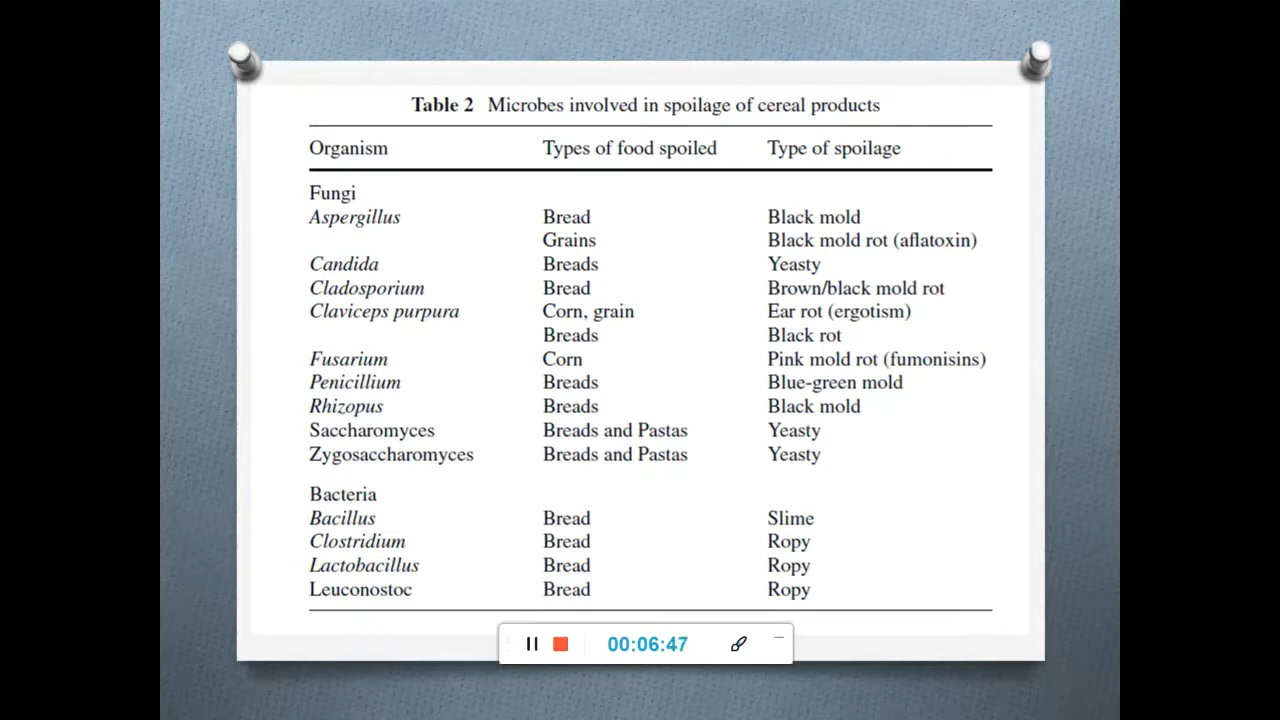 Table 2 Microbes involved in spoilage of cereal products
Organism Types of food spoiled Type of spoilage
Fungi
Aspergillus Bread Black mold
Grains Black mold rot (aflatoxin)
Candida Breads Yeasty
Cladosporium Bread Brown/black mold rot
Claviceps purpura Corn, grain Ear rot (ergotism)
Breads Black rot
Fusarium Corn Pink mold rot (fumonisins)
Penicillium Breads Blue-green mold
Rhizopus Breads Black mold
Saccharomyces Breads and Pastas Yeasty
Zygosaccharomyces Breads and Pastas Yeasty
Bacteria
Bacillus Bread Slime
Clostridium Bread Ropy
Lactobacillus Bread Ropy
Leuconostoc Bread Ropy
00:06:47